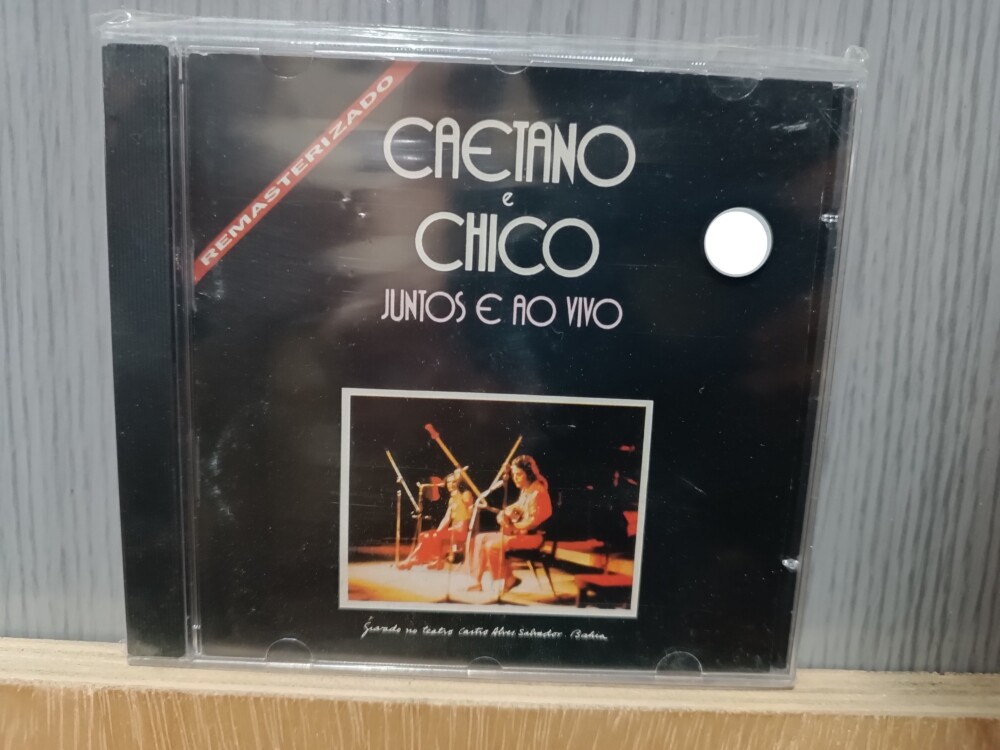 REMASTERIZADO
CAETANO
e
CHICO
JUNTOS E AO VIVO
Gravado no teatro Castro Alves Salvador. Bahia